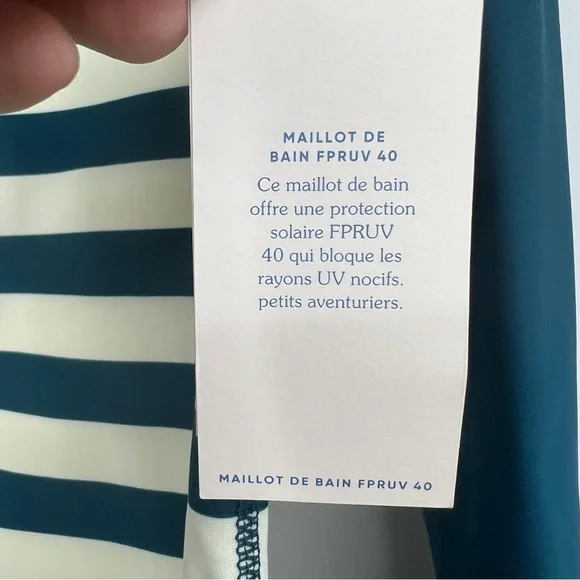 MAILLOT DE
BAIN FPRUV 40
Ce maillot de bain
offre une protection
solaire FPRUV
40 qui bloque les
rayons UV nocifs.
petits aventuriers.
MAILLOT DE BAIN FPRUV 40